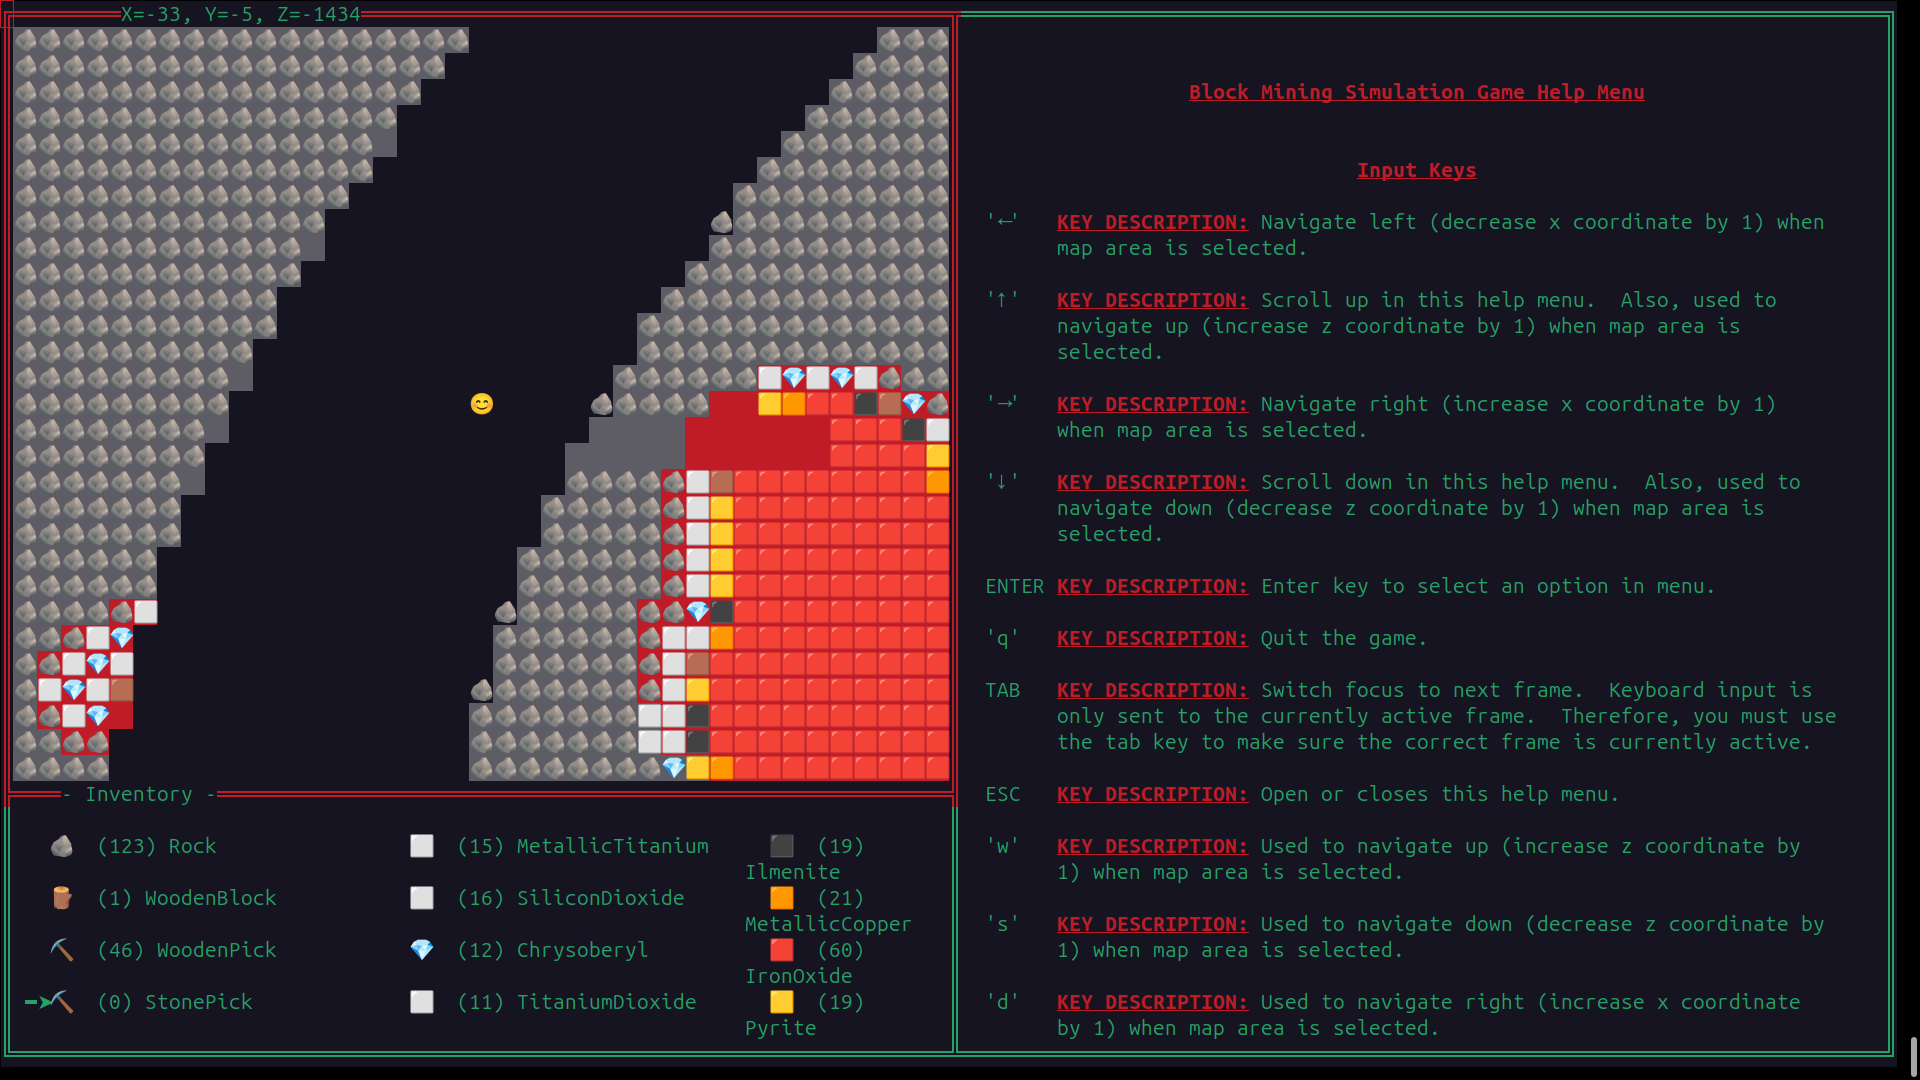 X=-33, Y=-5, Z=-1434
- Inventory -
(123) Rock
(15) MetallicTitanium
(19)
Ilmenite
(1) WoodenBlock
(16) SiliconDioxide
(21)
MetallicCopper
(46) WoodenPick
(12) Chrysoberyl
(60)
IronOxide
(0) StonePick
(11) TitaniumDioxide
(19)
Pyrite
Block Mining Simulation Game Help Menu
Input Keys
'←' KEY DESCRIPTION: Navigate left (decrease x coordinate by 1) when
map area is selected.
'↑' KEY DESCRIPTION: Scroll up in this help menu.  Also, used to
navigate up (increase z coordinate by 1) when map area is
selected.
'→' KEY DESCRIPTION: Navigate right (increase x coordinate by 1)
when map area is selected.
'↓' KEY DESCRIPTION: Scroll down in this help menu.  Also, used to
navigate down (decrease z coordinate by 1) when map area is
selected.
ENTER KEY DESCRIPTION: Enter key to select an option in menu.
'q' KEY DESCRIPTION: Quit the game.
TAB KEY DESCRIPTION: Switch focus to next frame.  Keyboard input is
only sent to the currently active frame.  Therefore, you must use
the tab key to make sure the correct frame is currently active.
ESC KEY DESCRIPTION: Open or closes this help menu.
'w' KEY DESCRIPTION: Used to navigate up (increase z coordinate by
1) when map area is selected.
's' KEY DESCRIPTION: Used to navigate down (decrease z coordinate by
1) when map area is selected.
'd' KEY DESCRIPTION: Used to navigate right (increase x coordinate
by 1) when map area is selected.